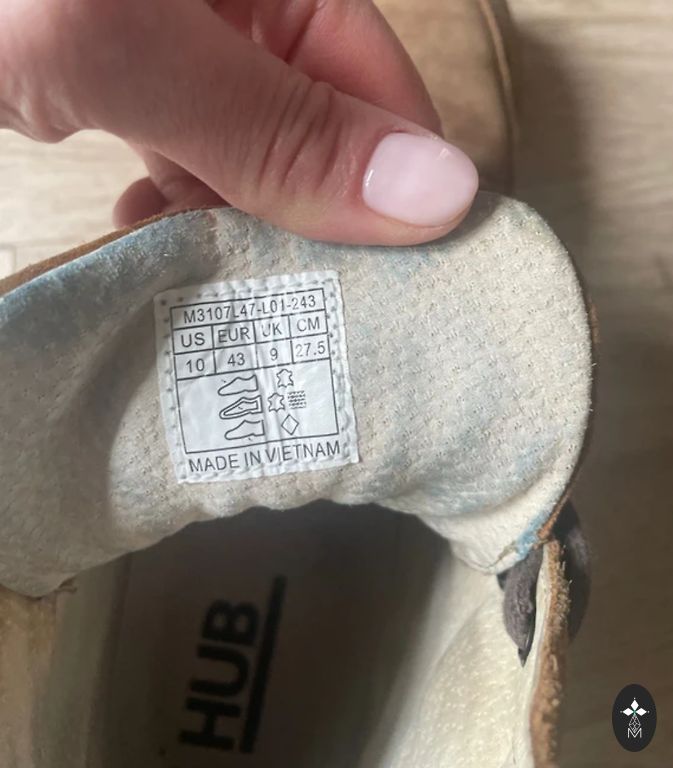 M3107L47-L01-243
US EUR UK CM
10 43 9 27.5
MADE IN VIETNAM
HUB
M